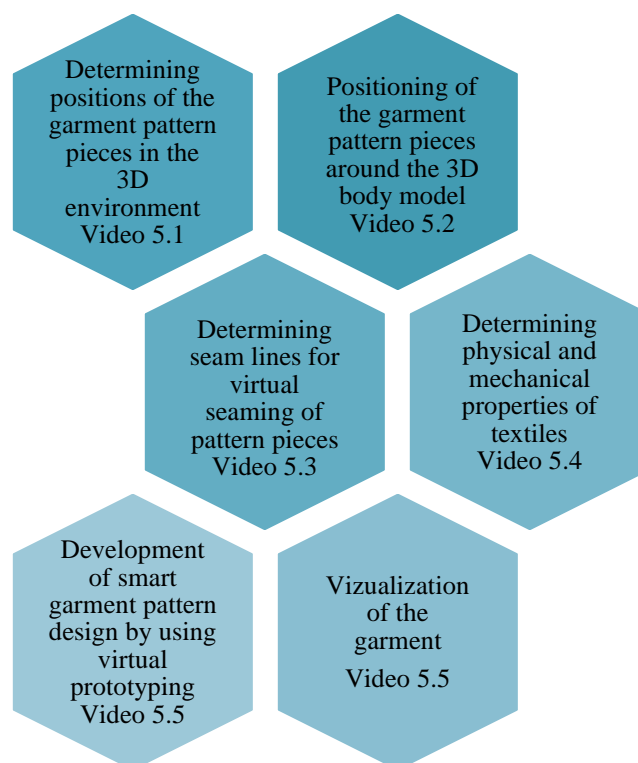 Determining
positions of the
garment pattern
pieces in the
3D
environment
Video 5.1
Positioning of
the garment
pattern pieces
around the 3D
body model
Video 5.2
Determining
seam lines for
virtual
seaming of
pattern pieces
Video 5.3
Determining
physical and
mechanical
properties of
textiles
Video 5.4
Development
of smart
garment pattern
design by using
virtual
prototyping
Video 5.5
Vizualization
of the
garment
Video 5.5